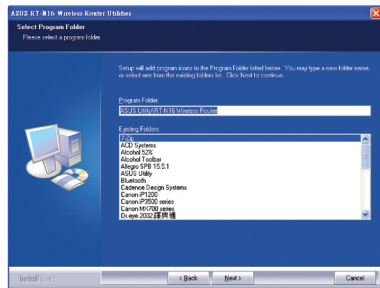 ASUS RT-N16 Wireless Router Utilities
Select Program Folder
Please select a program folder.
Setup will add program icons to the Program Folder listed below. You may type a new folder name, or select one from the existing folders list. Click Next to continue.
Program Folder:
ASUS Utility\RT-N16 Wireless Router
Existing Folders:
7-Zip
ACD Systems
Alcohol 52%
Alcohol Toolbar
Allegro SPB 15.5.1
ASUS Utility
Bluetooth
Cadence Design Systems
Canon iP1200
Canon iP3500 series
Canon MX700 series
Dr.eye 2002
InstallShield
< Back
Next >
Cancel